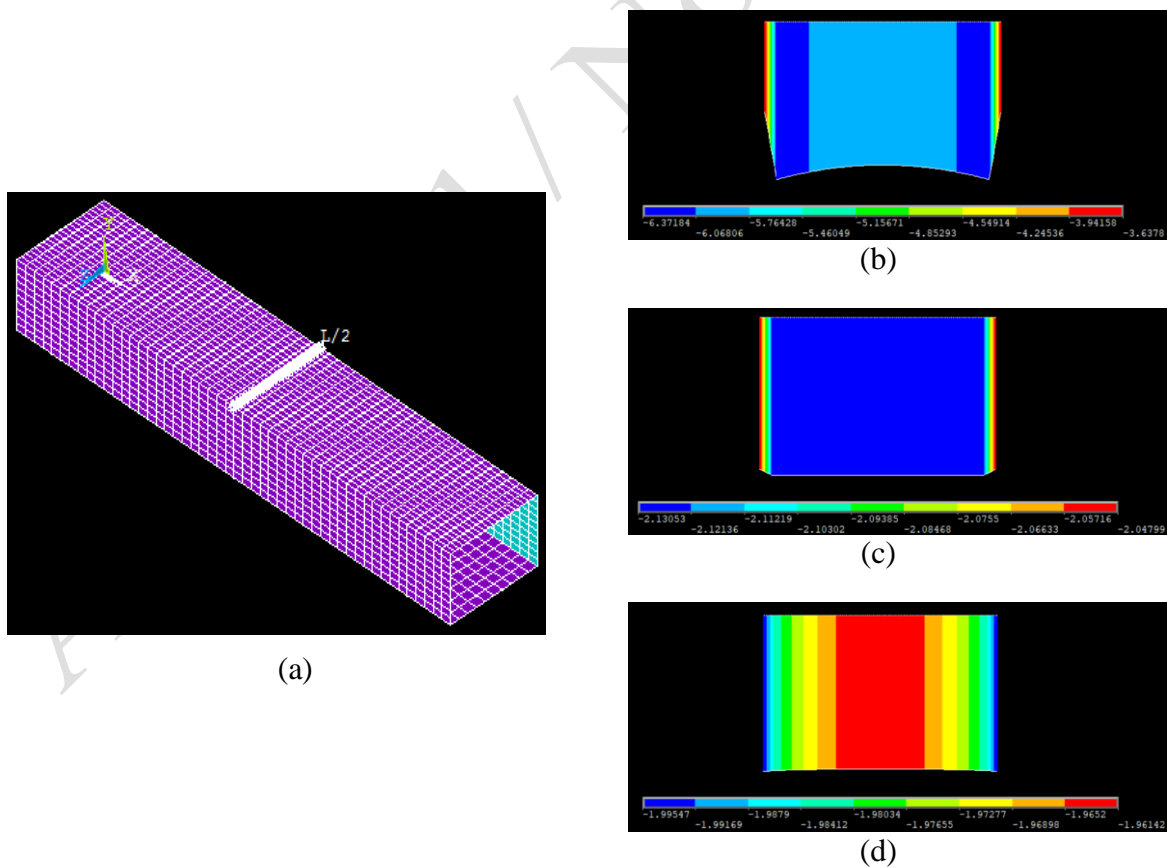 L/2
(a)
-6.37184 -5.76428 -5.15671 -4.54914 -3.94158
-6.06806 -5.46049 -4.85293 -4.24536 -3.6378
(b)
-2.13053 -2.11219 -2.09385 -2.0755 -2.05716
-2.12136 -2.10302 -2.08468 -2.06633 -2.04799
(c)
-1.99547 -1.9879 -1.98034 -1.97277 -1.9652
-1.99169 -1.98412 -1.97655 -1.96898 -1.96142
(d)